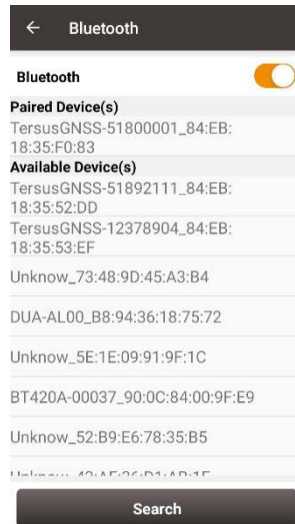 Bluetooth
Bluetooth
Paired Device(s)
TersusGNSS-51800001_84:EB:
18:35:F0:83
Available Device(s)
TersusGNSS-51892111_84:EB:
18:35:52:DD
TersusGNSS-12378904_84:EB:
18:35:53:EF
Unknow_73:48:9D:45:A3:B4
DUA-AL00_B8:94:36:18:75:72
Unknow_5E:1E:09:91:9F:1C
BT420A-00037_90:0C:84:00:9F:E9
Unknow_52:B9:E6:78:35:B5
Search